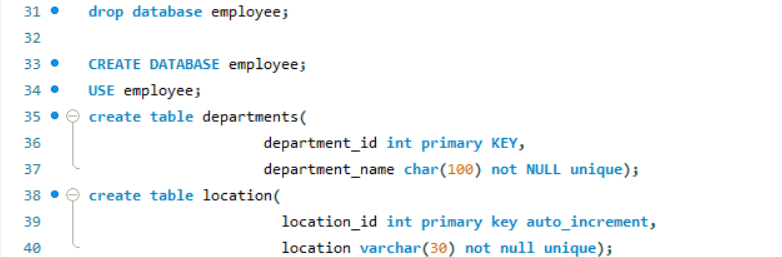 31 drop database employee;
32
33 CREATE DATABASE employee;
34 USE employee;
35 create table departments(
36 department_id int primary KEY,
37 department_name char(100) not NULL unique);
38 create table location(
39 location_id int primary key auto_increment,
40 location varchar(30) not null unique);